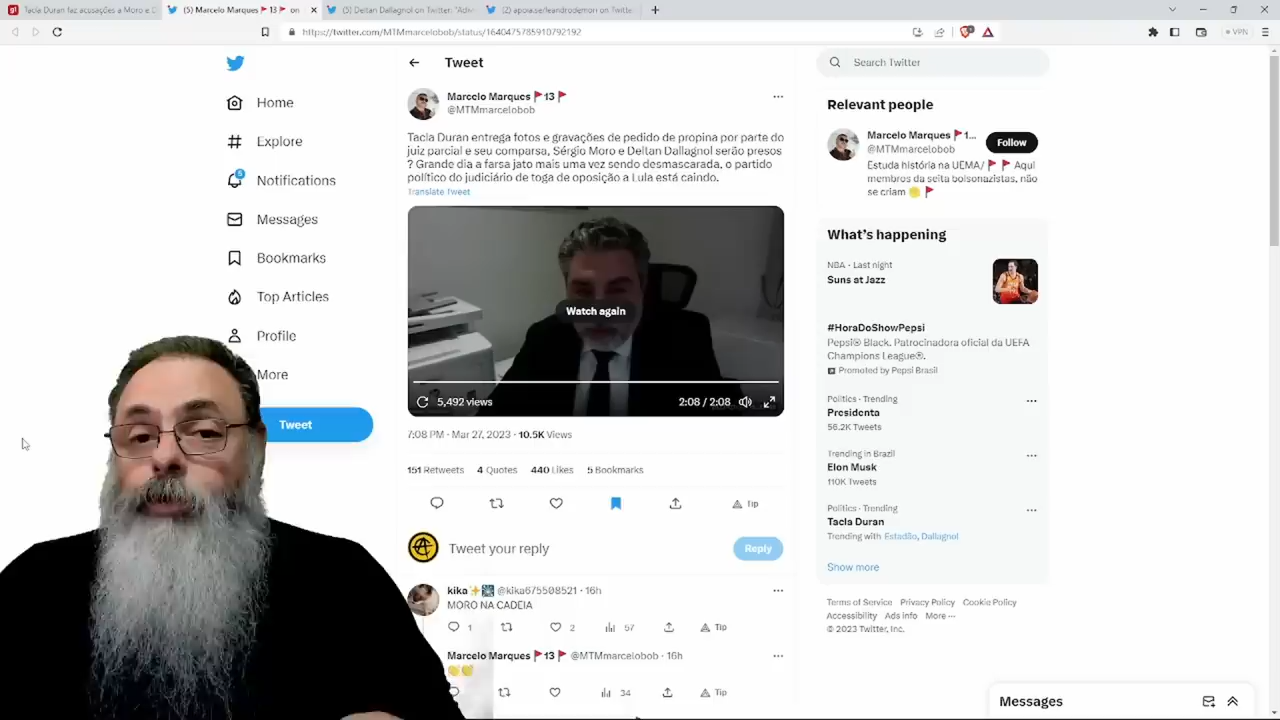 Tacla Duran faz acusações a Moro e D
(5) Marcelo Marques 13 on
(5) Deltan Dallagnol on Twitter: "Adv
(2) apoia.se/leandrodemori on Twitte
https://twitter.com/MTMmarcelobob/status/1640475785910792192
VPN
Home
Explore
Notifications
Messages
Bookmarks
Top Articles
Profile
More
Tweet
Tweet
Marcelo Marques 13
@MTMmarcelobob
Tacla Duran entrega fotos e gravações de pedido de propina por parte do
juiz parcial e seu comparsa, Sérgio Moro e Deltan Dallagnol serão presos
? Grande dia a farsa jato mais uma vez sendo desmascarada, o partido
político do judiciário de toga de oposição a Lula está caindo.
Translate Tweet
Watch again
5,492 views
2:08 / 2:08
7:08 PM · Mar 27, 2023 · 10.5K Views
151 Retweets 4 Quotes 440 Likes 5 Bookmarks
Tip
Tweet your reply
Reply
kika @kika675508521 · 16h
MORO NA CADEIA
1
2
57
Tip
Marcelo Marques 13 @MTMmarcelobob · 16h
34
Tip
Search Twitter
Relevant people
Marcelo Marques 1...
@MTMmarcelobob
Follow
Estuda história na UEMA/ Aqui
membros da seita bolsonazistas, não
se criam
What's happening
NBA · Last night
Suns at Jazz
#HoraDoShowPepsi
Pepsi® Black. Patrocinadora oficial da UEFA
Champions League®.
Promoted by Pepsi Brasil
Politics · Trending
Presidenta
56.2K Tweets
Trending in Brazil
Elon Musk
110K Tweets
Politics · Trending
Tacla Duran
Trending with Estadão, Dallagnol
Show more
Terms of Service Privacy Policy Cookie Policy
Accessibility Ads info More ···
© 2023 Twitter, Inc.
Messages